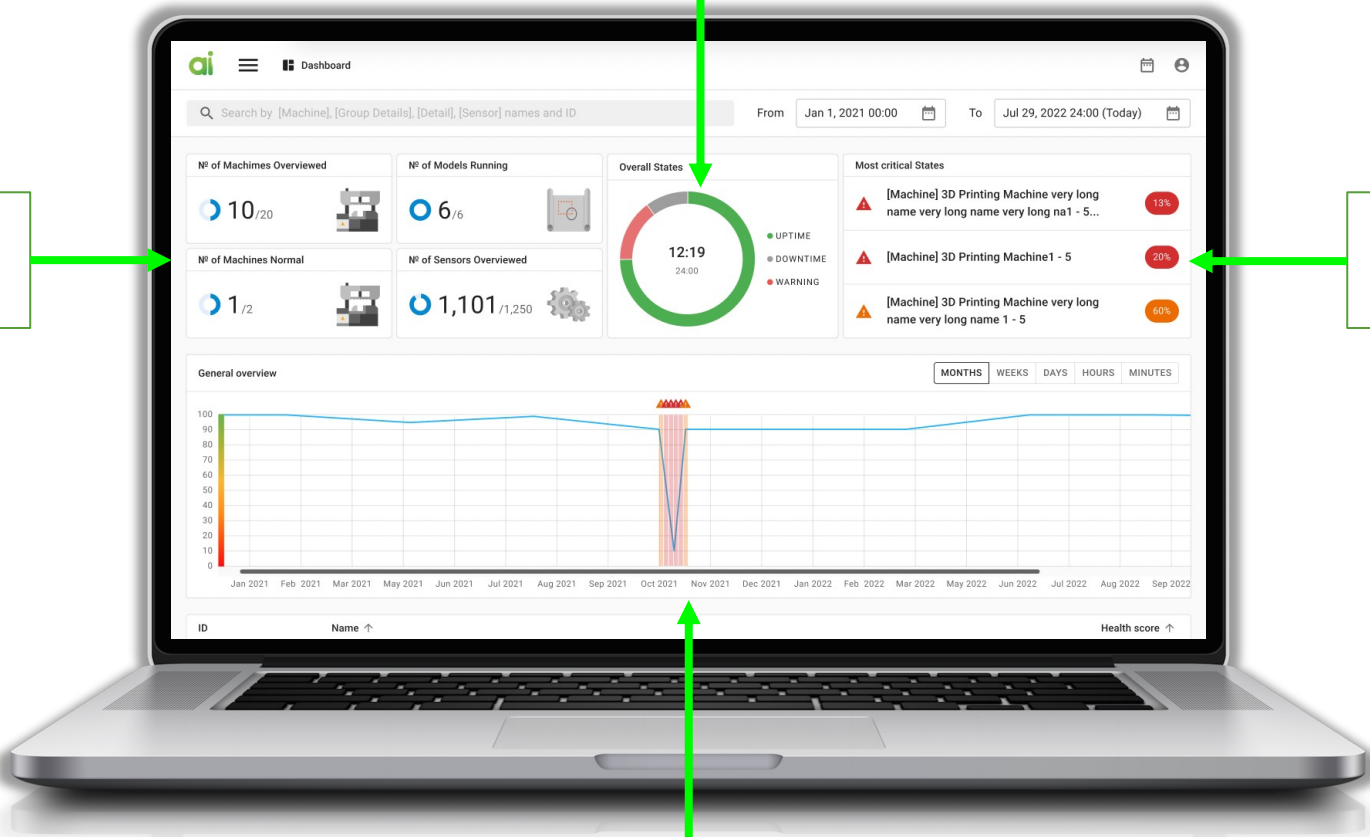 ai
Dashboard
Search by [Machine], [Group Details], [Detail], [Sensor] names and ID
From
Jan 1, 2021 00:00
To
Jul 29, 2022 24:00 (Today)
№ of Machimes Overviewed
10/20
№ of Models Running
6/6
№ of Machines Normal
1/2
№ of Sensors Overviewed
1,101/1,250
Overall States
12:19
24:00
UPTIME
DOWNTIME
WARNING
Most critical States
[Machine] 3D Printing Machine very long
name very long name very long na1 - 5...
13%
[Machine] 3D Printing Machine1 - 5
20%
[Machine] 3D Printing Machine very long
name very long name 1 - 5
60%
General overview
MONTHS WEEKS DAYS HOURS MINUTES
100
90
80
70
60
50
40
30
20
10
0
Jan 2021 Feb 2021 Mar 2021 May 2021 Jun 2021 Jul 2021 Aug 2021 Sep 2021 Oct 2021 Nov 2021 Dec 2021 Jan 2022 Feb 2022 Mar 2022 May 2022 Jun 2022 Jul 2022 Aug 2022 Sep 2022
ID Name ↑ Health score ↑